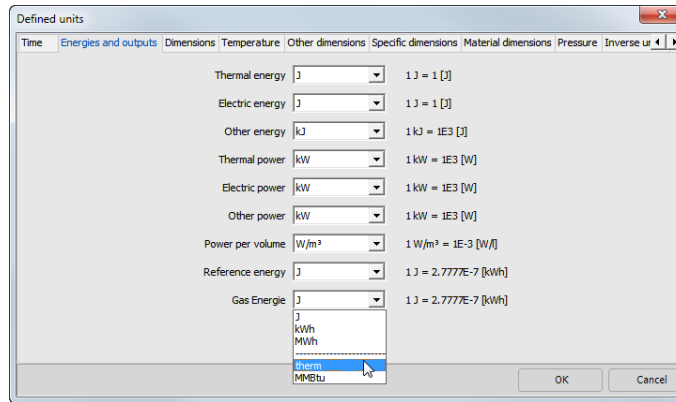 Defined units
Time Energies and outputs Dimensions Temperature Other dimensions Specific dimensions Material dimensions Pressure Inverse ur
Thermal energy J 1 J = 1 [J]
Electric energy J 1 J = 1 [J]
Other energy kJ 1 kJ = 1E3 [J]
Thermal power kW 1 kW = 1E3 [W]
Electric power kW 1 kW = 1E3 [W]
Other power kW 1 kW = 1E3 [W]
Power per volume W/m³ 1 W/m³ = 1E-3 [W/l]
Reference energy J 1 J = 2.7777E-7 [kWh]
Gas Energie J 1 J = 2.7777E-7 [kWh]
J
kWh
MWh
therm
MMBtu
OK Cancel